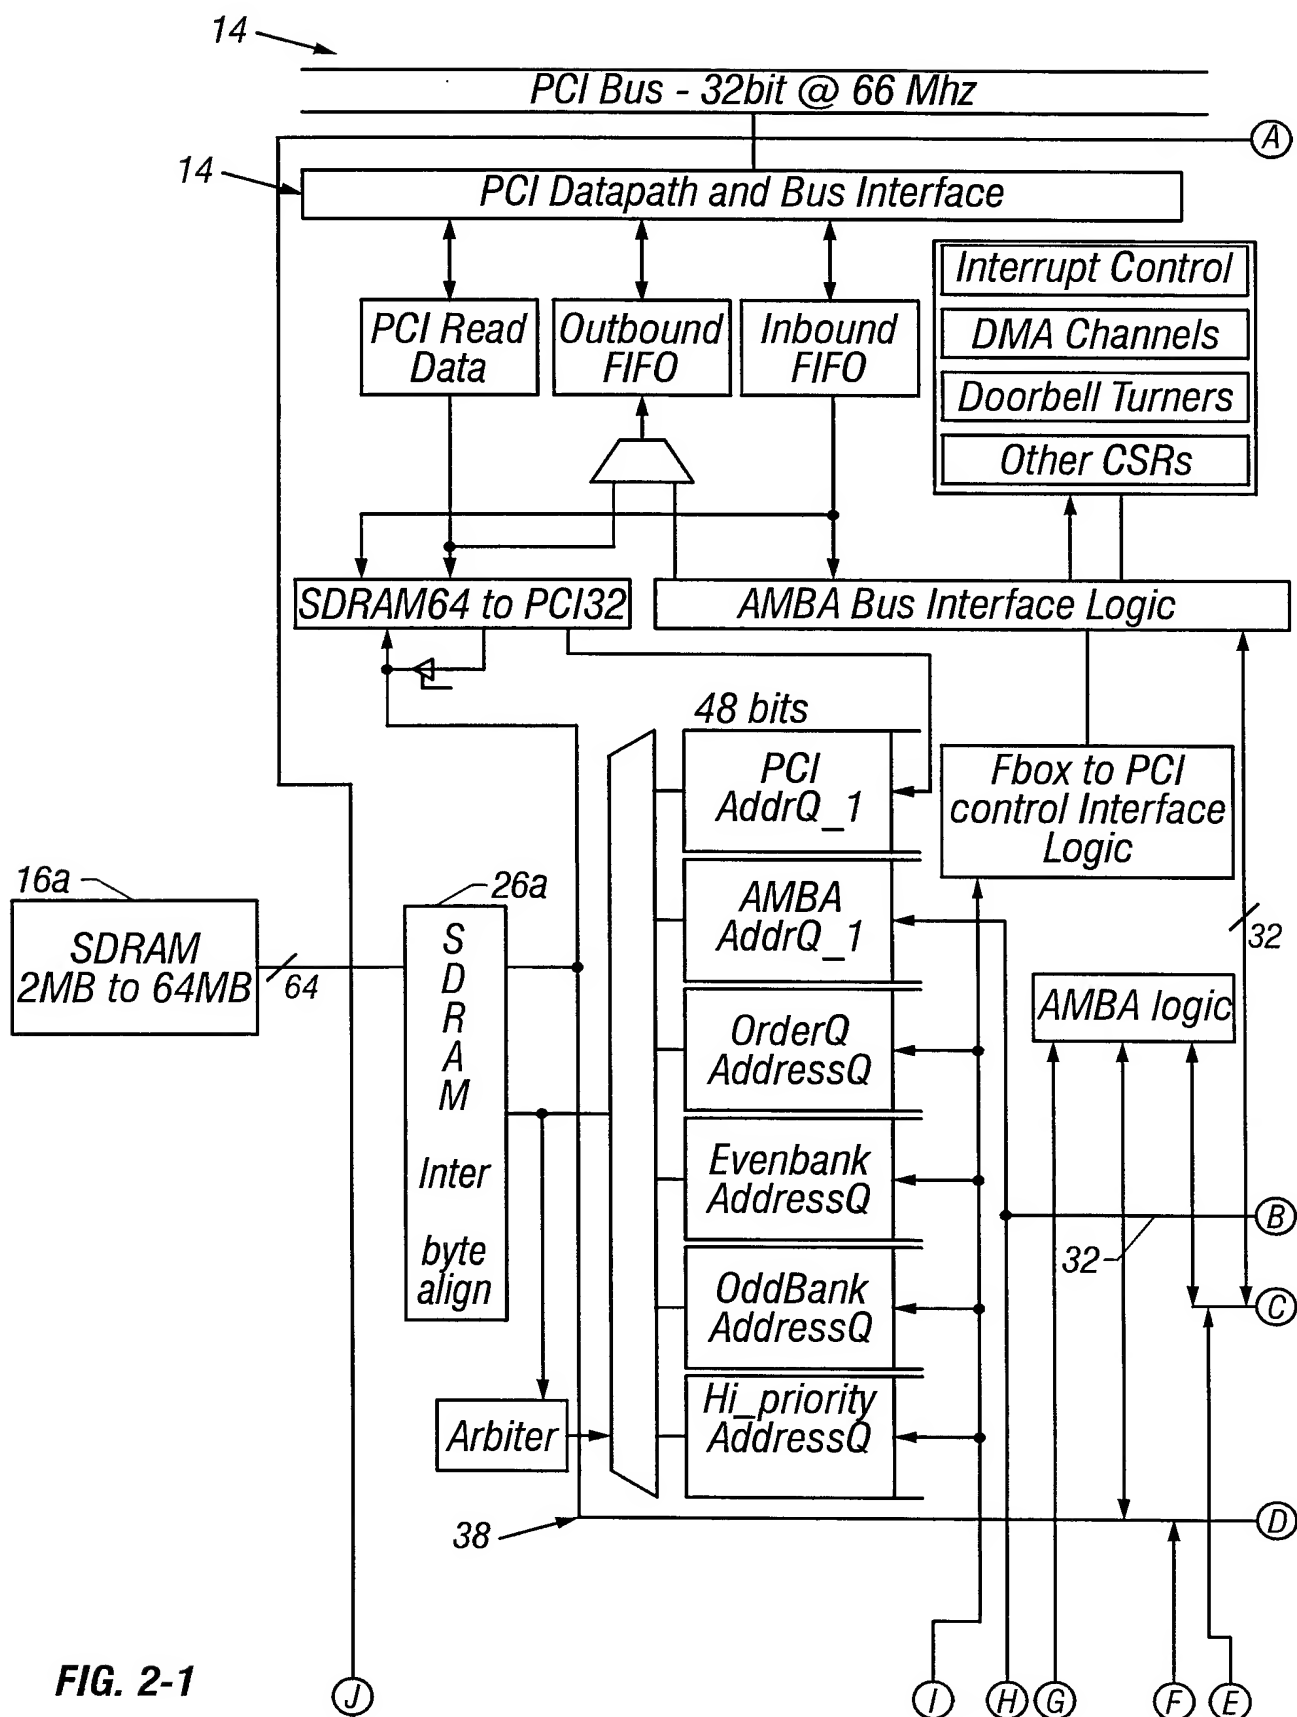 14
PCI Bus - 32bit @ 66 Mhz
A
14
PCI Datapath and Bus Interface
PCI Read
Data
Outbound
FIFO
Inbound
FIFO
Interrupt Control
DMA Channels
Doorbell Turners
Other CSRs
SDRAM64 to PCI32
AMBA Bus Interface Logic
48 bits
PCI
AddrQ_1
Fbox to PCI
control Interface
Logic
16a
SDRAM
2MB to 64MB
64
26a
S
D
R
A
M
Inter
byte
align
AMBA
AddrQ_1
32
OrderQ
AddressQ
AMBA logic
Evenbank
AddressQ
B
32
OddBank
AddressQ
C
Arbiter
Hi_priority
AddressQ
38
D
FIG. 2-1
J
I
H
G
F
E